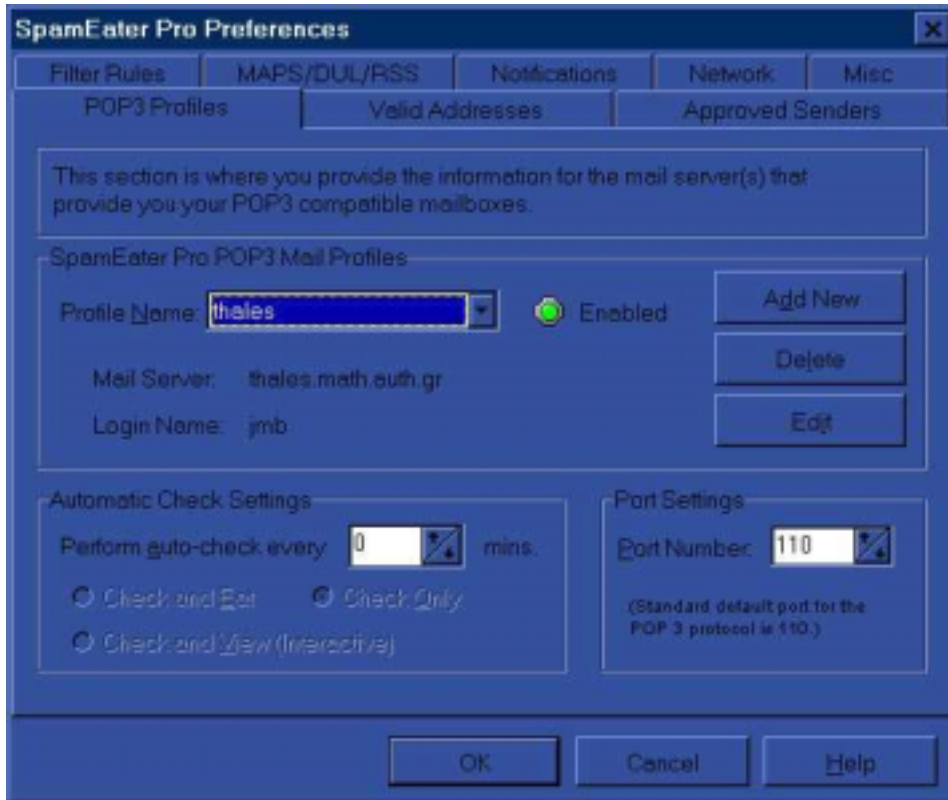 SpamEater Pro Preferences
Filter Rules
MAPS/DUL/RSS
Notifications
Network
Misc
POP3 Profiles
Valid Addresses
Approved Senders
This section is where you provide the information for the mail server(s) that
provide you your POP3 compatible mailboxes.
SpamEater Pro POP3 Mail Profiles
Profile Name: thales
Enabled
Add New
Mail Server: thales.math.auth.gr
Delete
Login Name: jmb
Edit
Automatic Check Settings
Perform auto-check every 0 mins.
Check and Eat
Check Only
Check and View (Interactive)
Port Settings
Port Number: 110
(Standard default port for the
POP 3 protocol is 110.)
OK
Cancel
Help